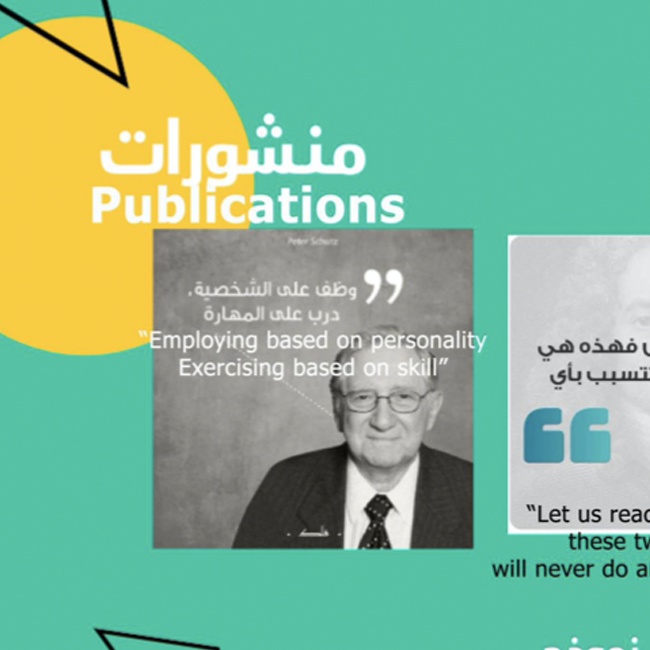 منشورات
Publications
Peter Schutz
وظف على الشخصية،
درب على المهارة
“Employing based on personality
Exercising based on skill”
فهذه هي
تتسبب بأي
“Let us read
these tw
will never do a